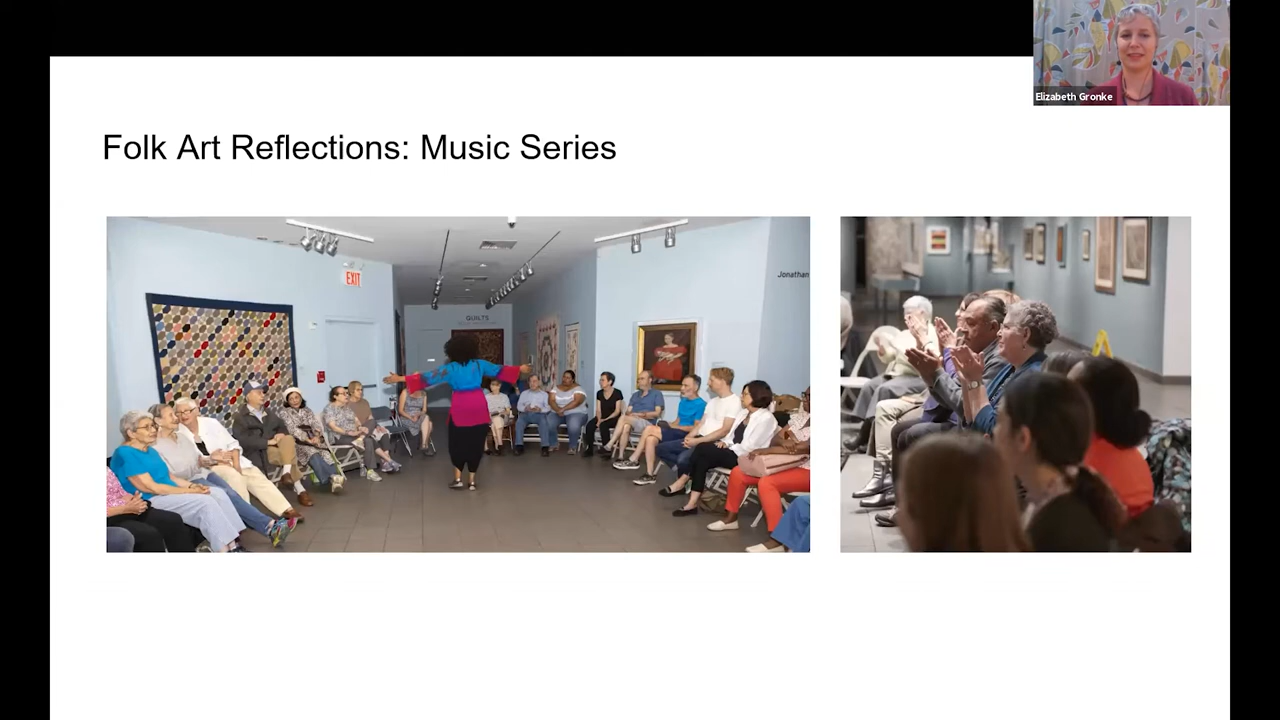 Elizabeth Gronke
Folk Art Reflections: Music Series
EXIT
Jonathan
QUILTS